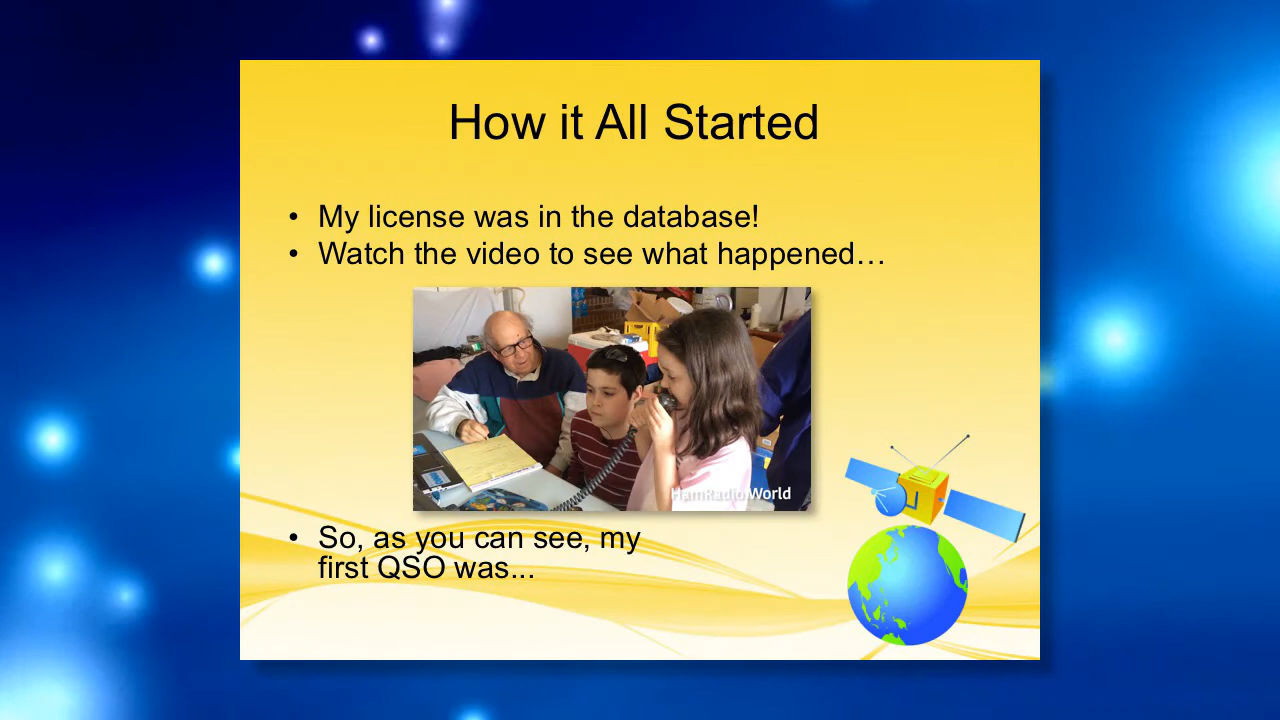 How it All Started
• My license was in the database!
• Watch the video to see what happened…
HamRadioWorld
• So, as you can see, my
first QSO was...